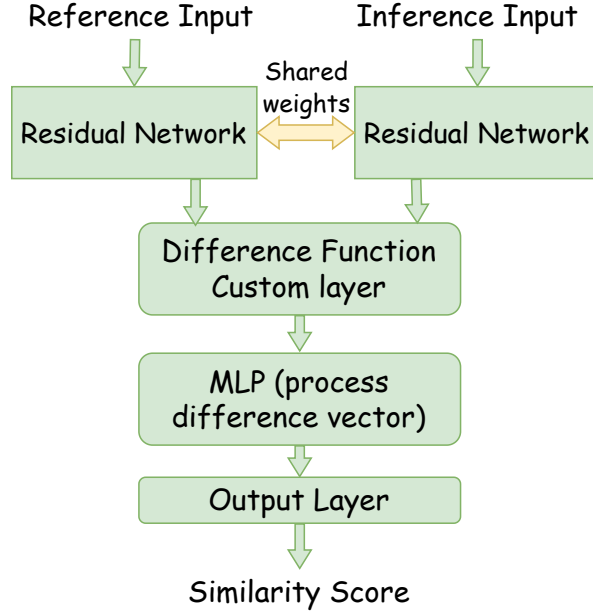 Reference Input
Inference Input
Shared
weights
Residual Network
Residual Network
Difference Function
Custom layer
MLP (process
difference vector)
Output Layer
Similarity Score